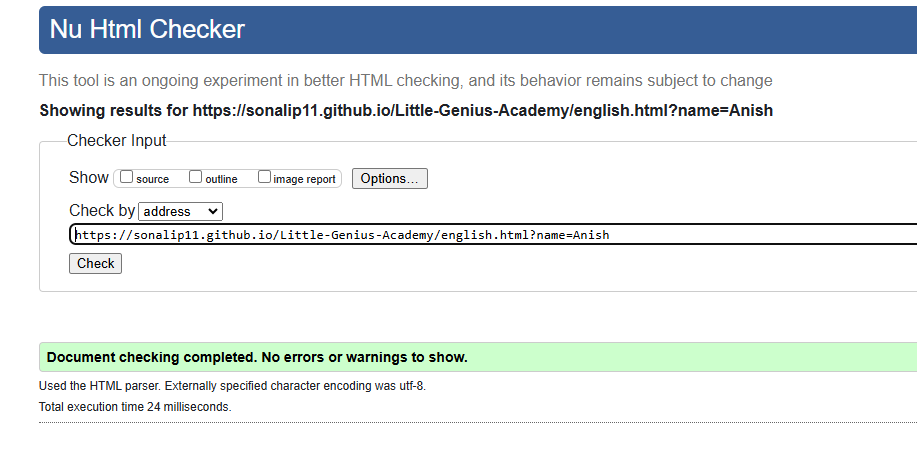 Nu Html Checker
This tool is an ongoing experiment in better HTML checking, and its behavior remains subject to change
Showing results for https://sonalip11.github.io/Little-Genius-Academy/english.html?name=Anish
Checker Input
Show source outline image report Options...
Check by address
https://sonalip11.github.io/Little-Genius-Academy/english.html?name=Anish
Check
Document checking completed. No errors or warnings to show.
Used the HTML parser. Externally specified character encoding was utf-8.
Total execution time 24 milliseconds.